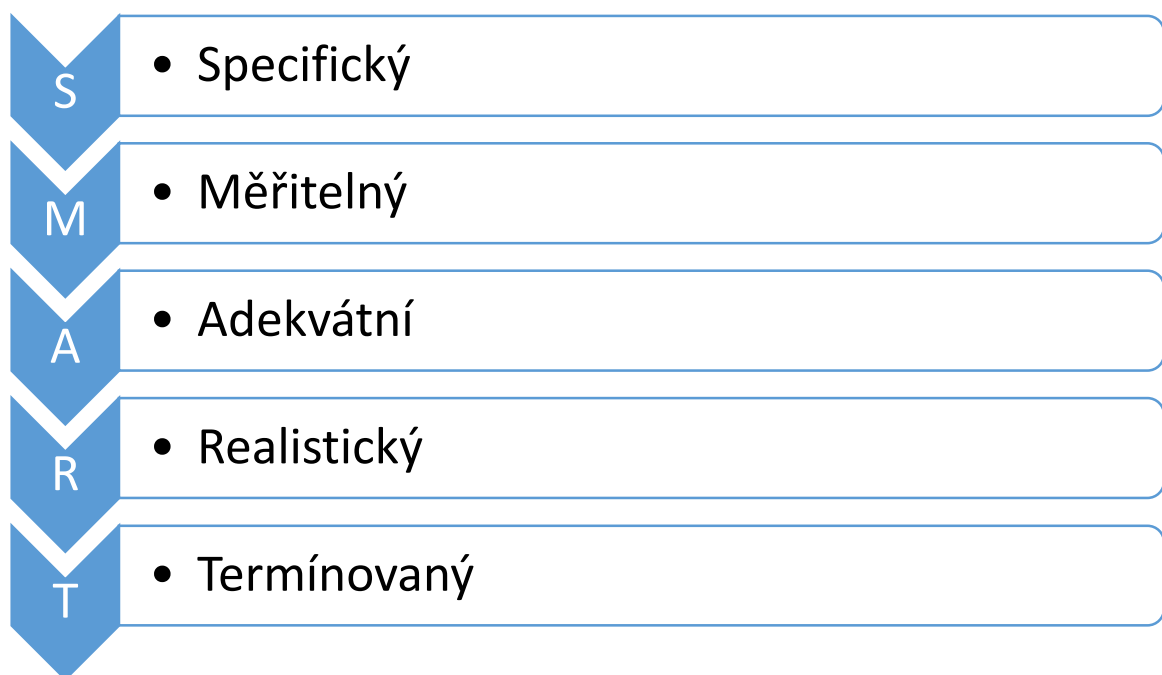 S
• Specifický
M
• Měřitelný
A
• Adekvátní
R
• Realistický
T
• Termínovaný